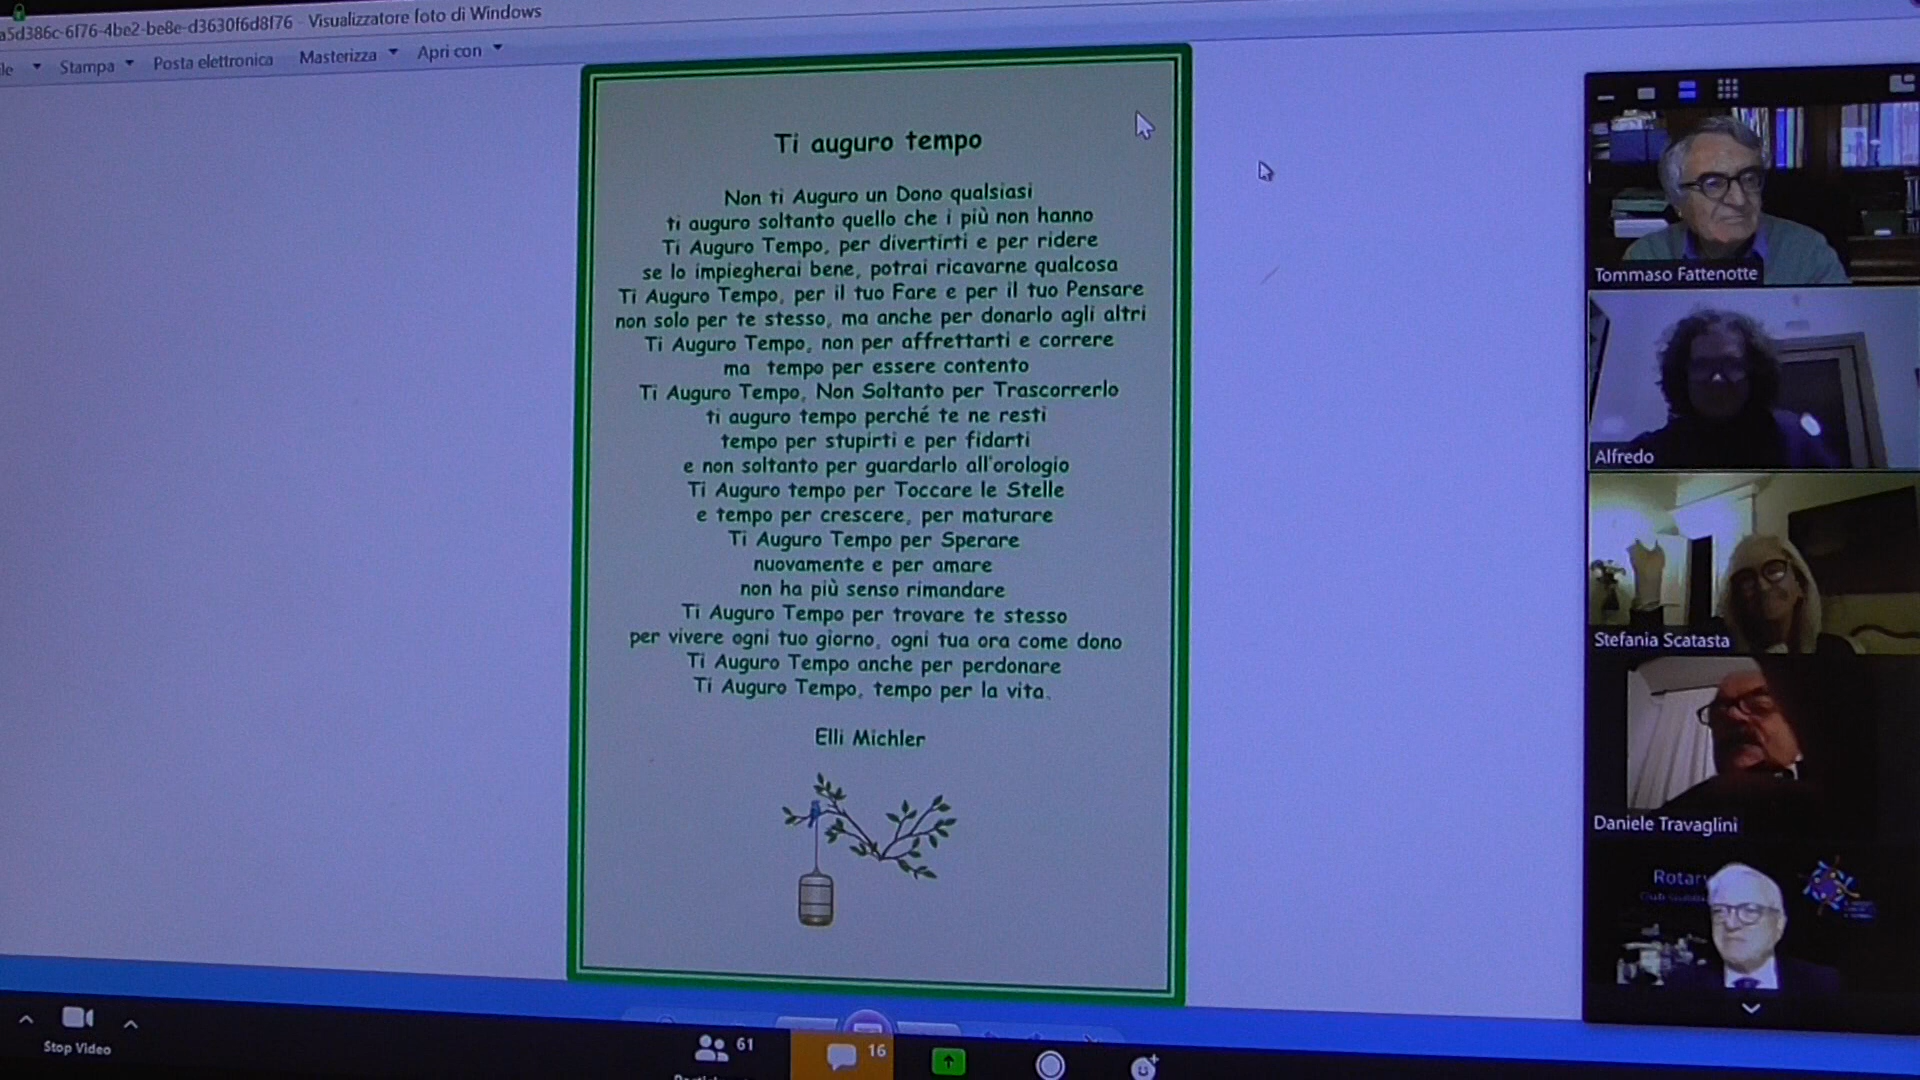 a5d386c-6f76-4be2-be8e-d3630f6d8f76 - Visualizzatore foto di Windows
Stampa Posta elettronica Masterizza Apri con
Ti auguro tempo
Non ti Auguro un Dono qualsiasi
ti auguro soltanto quello che i più non hanno
Ti Auguro Tempo, per divertirti e per ridere
se lo impiegherai bene, potrai ricavarne qualcosa
Ti Auguro Tempo, per il tuo Fare e per il tuo Pensare
non solo per te stesso, ma anche per donarlo agli altri
Ti Auguro Tempo, non per affrettarti e correre
ma tempo per essere contento
Ti Auguro Tempo, Non Soltanto per Trascorrerlo
ti auguro tempo perché te ne resti
tempo per stupirti e per fidarti
e non soltanto per guardarlo all'orologio
Ti Auguro tempo per Toccare le Stelle
e tempo per crescere, per maturare
Ti Auguro Tempo per Sperare
nuovamente e per amare
non ha più senso rimandare
Ti Auguro Tempo per trovare te stesso
per vivere ogni tuo giorno, ogni tua ora come dono
Ti Auguro Tempo anche per perdonare
Ti Auguro Tempo, tempo per la vita.
Elli Michler
Tommaso Fattenotte
Alfredo
Stefania Scatasta
Daniele Travaglini
Rotary
Stop Video
61
16